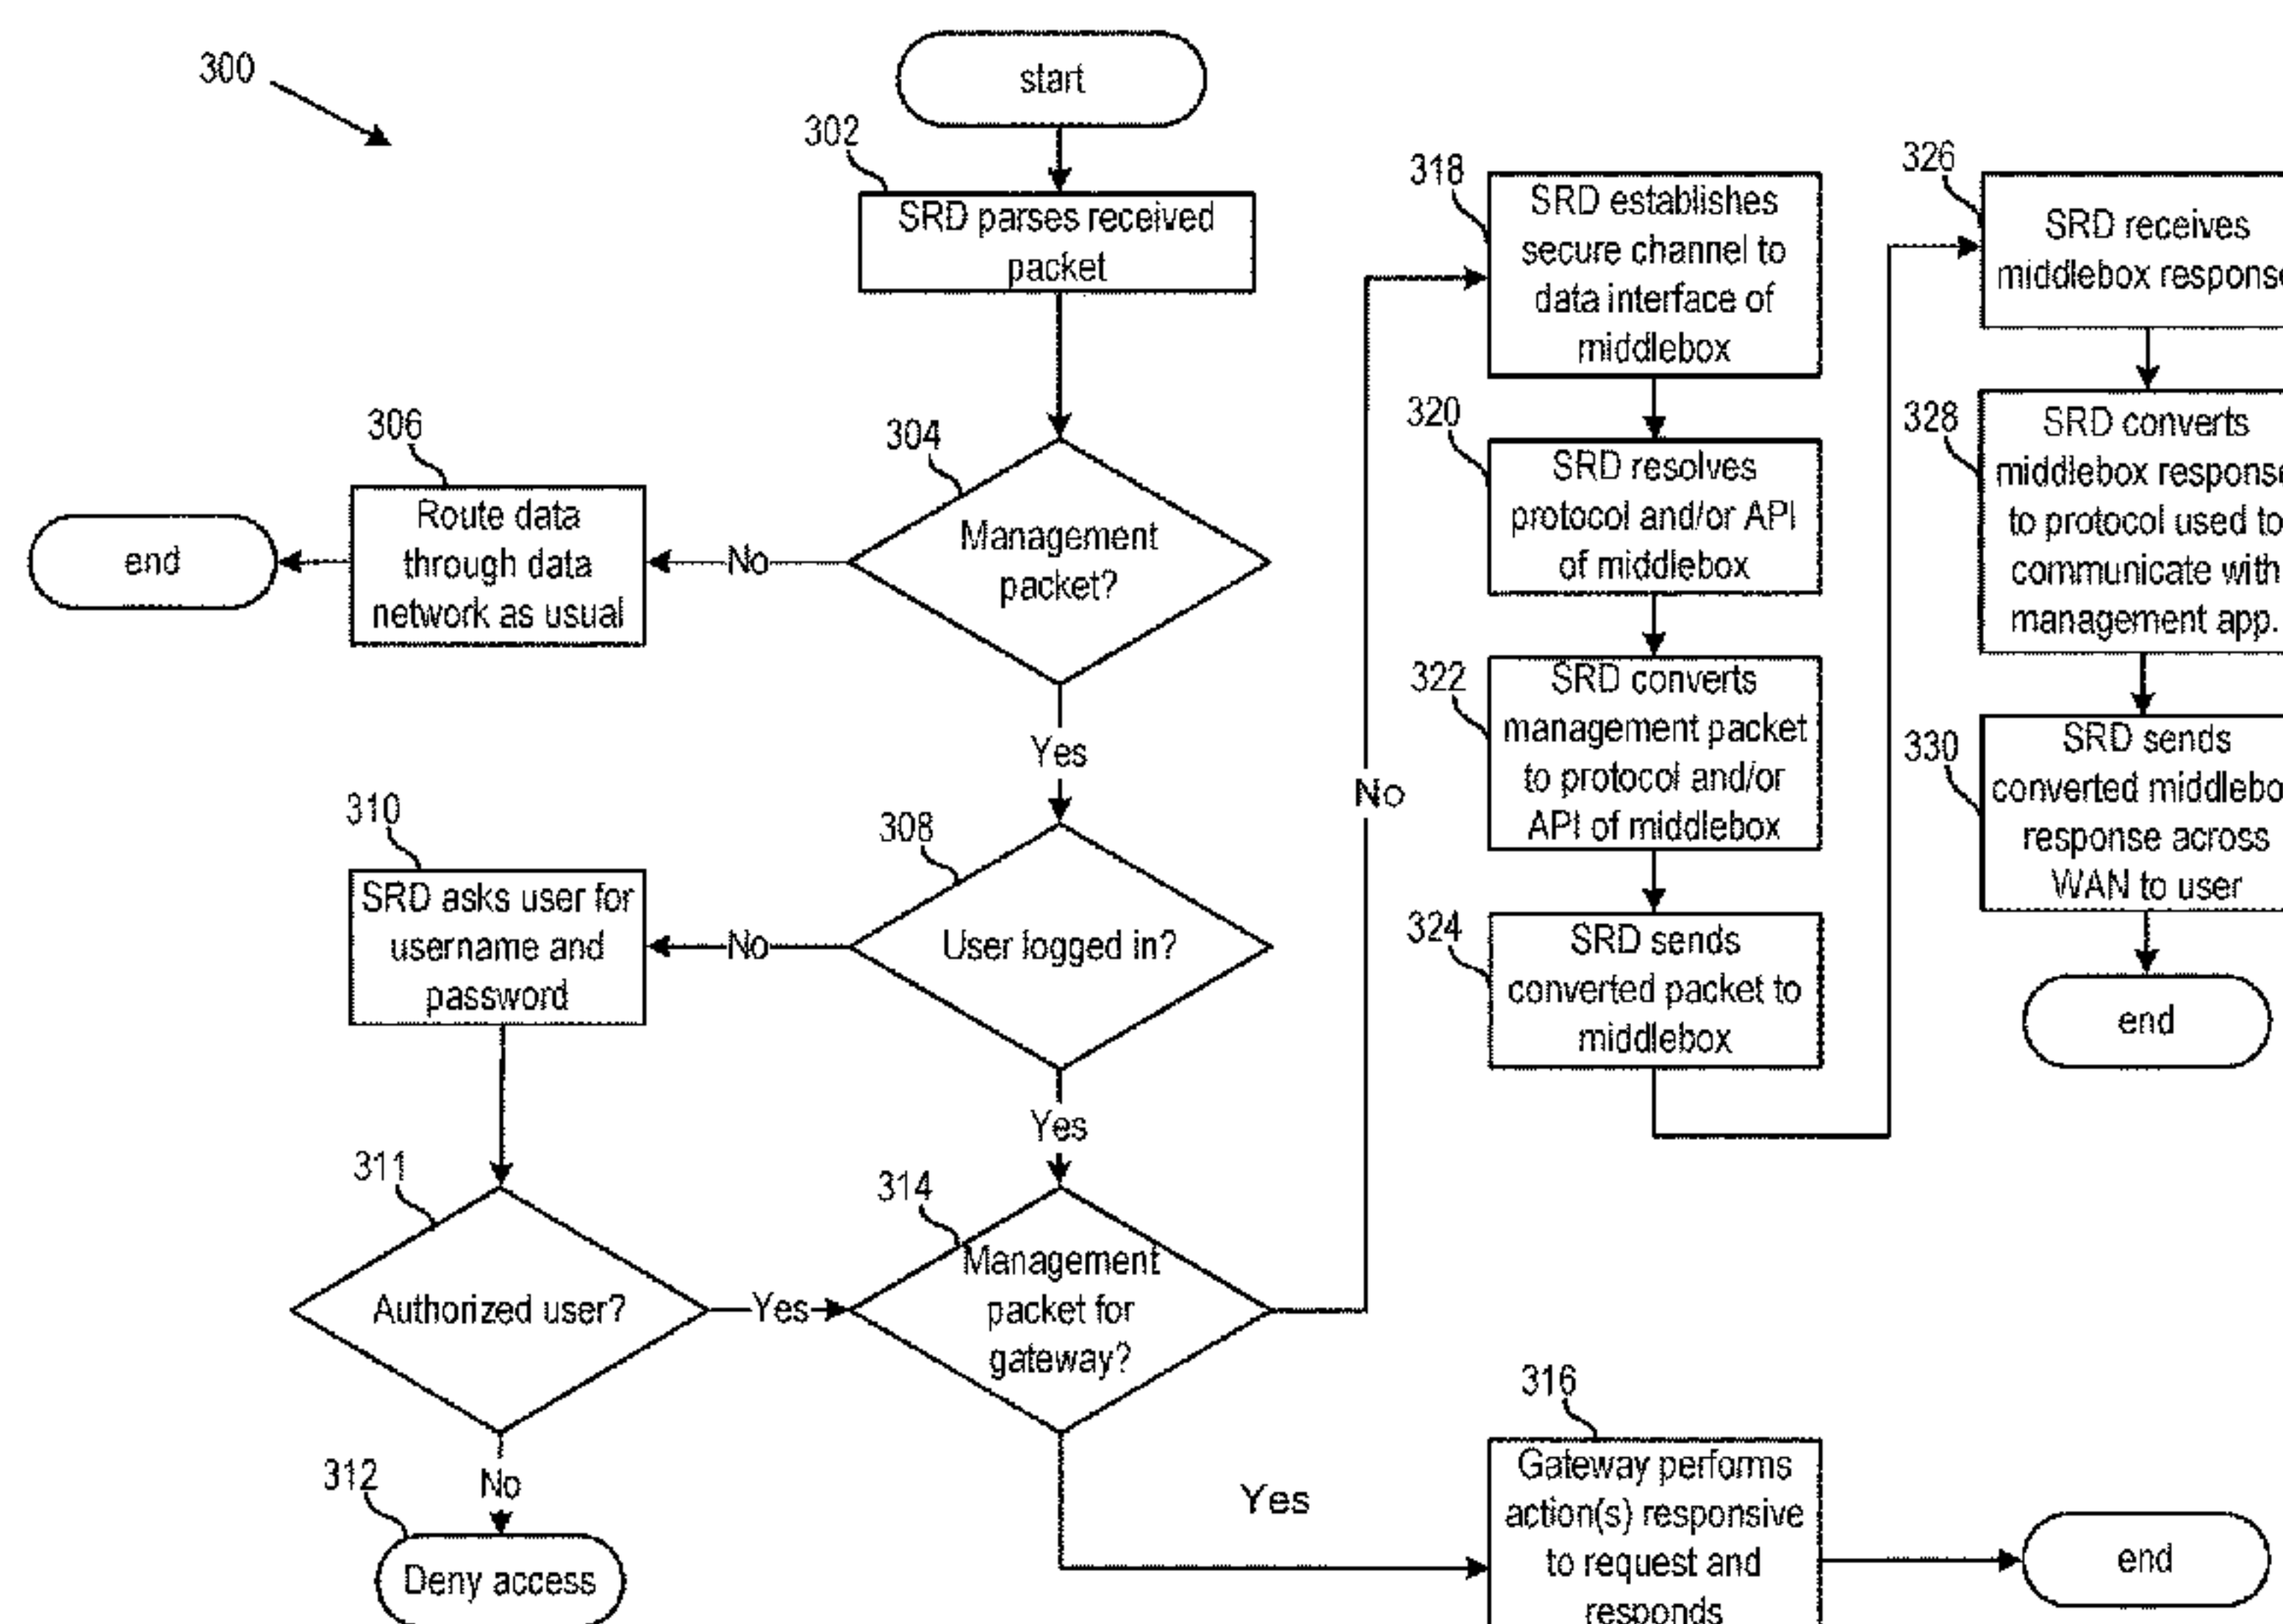 300
start
302
SRD parses received
packet
304
Management
packet?
No
306
Route data
through data
network as usual
end
Yes
308
User logged in?
No
310
SRD asks user for
username and
password
311
Authorized user?
Yes
No
312
Deny access
Yes
314
Management
packet for
gateway?
Yes
316
Gateway performs
action(s) responsive
to request and
responds
end
No
318
SRD establishes
secure channel to
data interface of
middlebox
320
SRD resolves
protocol and/or API
of middlebox
322
SRD converts
management packet
to protocol and/or
API of middlebox
324
SRD sends
converted packet to
middlebox
326
SRD receives
middlebox response
328
SRD converts
middlebox response
to protocol used to
communicate with
management app.
330
SRD sends
converted middlebo
response across
WAN to user
end